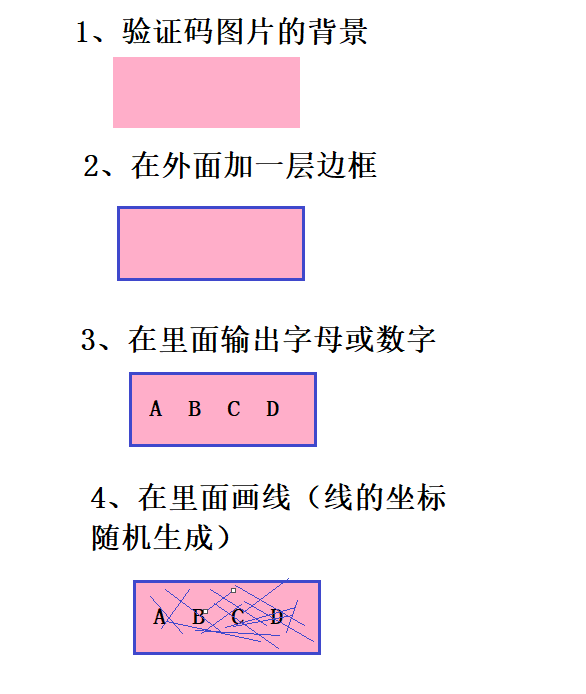 1、验证码图片的背景
2、在外面加一层边框
3、在里面输出字母或数字
A B C D
4、在里面画线（线的坐标
随机生成）
A B C D